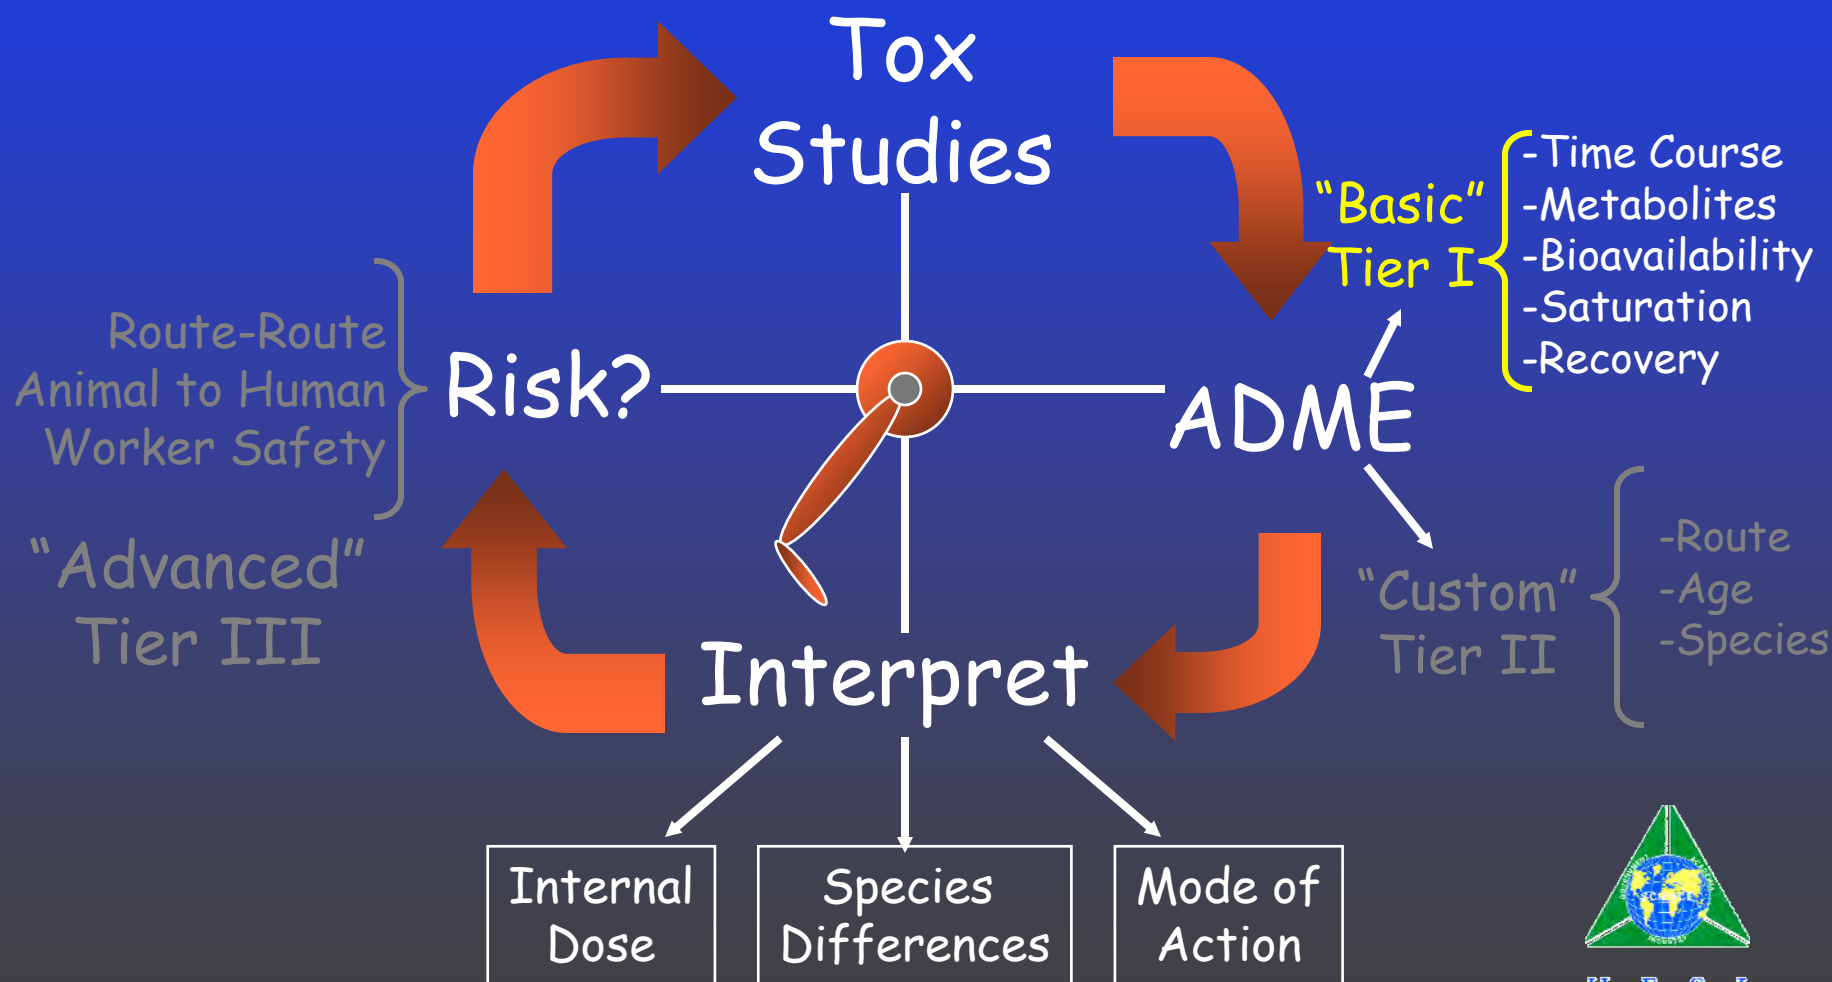 Tox
Studies
“Basic”
Tier I
-Time Course
-Metabolites
-Bioavailability
-Saturation
-Recovery
Route-Route
Animal to Human
Worker Safety
Risk?
ADME
“Advanced”
Tier III
“Custom”
Tier II
-Route
-Age
-Species
Interpret
Internal
Dose
Species
Differences
Mode of
Action